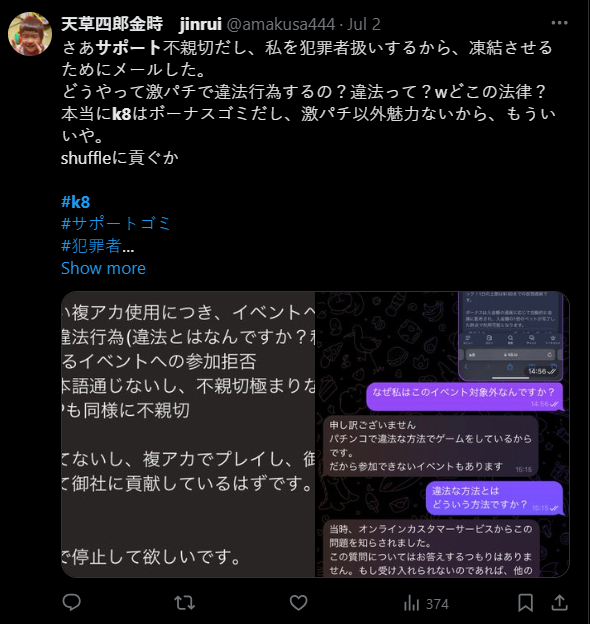 天草四郎金時 jinrui @amakusa444 · Jul 2
さあサポート不親切だし、私を犯罪者扱いするから、凍結させる
ためにメールした。
どうやって激パチで違法行為するの？違法って？wどこの法律？
本当にk8はボーナスゴミだし、激パチ以外魅力ないから、もうい
いや。
shuffleに貢ぐか
#k8
#サポートゴミ
#犯罪者...
Show more
い複アカ使用につき、イベントへ
違法行為(違法とはなんですか？
るイベントへの参加拒否
本語通じないし、不親切極まりな
も同様に不親切
てないし、複アカでプレイし、御
て御社に貢献しているはずです。
で停止して欲しいです。
14:56
なぜ私はこのイベント対象外なんですか？
14:56
申し訳ございません
パチンコで違法な方法でゲームをしているから
です。
だから参加できないイベントもあります 15:15
違法な方法とは
どういう方法ですか？ 15:15
当時、オンラインカスタマーサービスからこの
問題を知らされました。
この質問についてはお答えするつもりはありま
せん。もし受け入れられないのであれば、他の
374